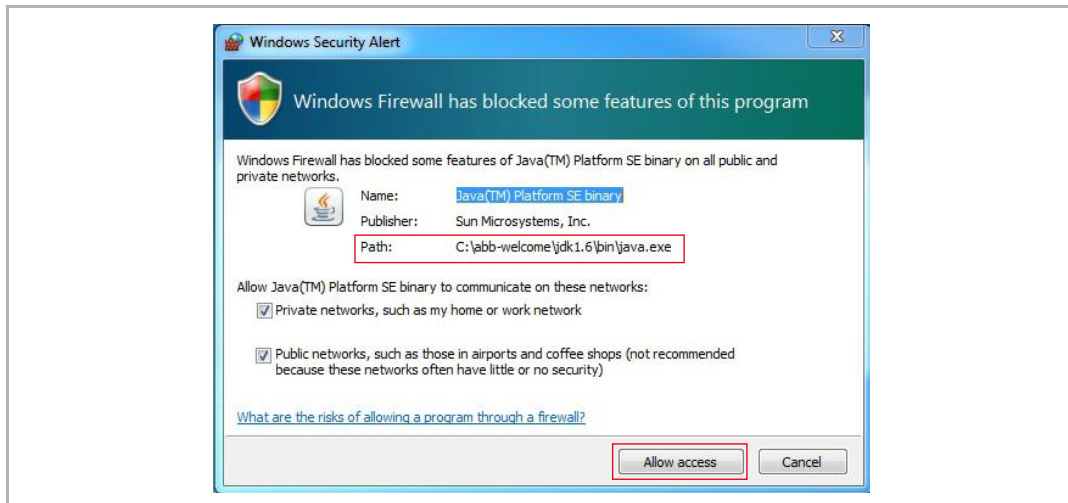 Windows Security Alert
Windows Firewall has blocked some features of this program
Windows Firewall has blocked some features of Java(TM) Platform SE binary on all public and
private networks.
Name: Java(TM) Platform SE binary
Publisher: Sun Microsystems, Inc.
Path: C:\abb-welcome\jdk1.6\bin\java.exe
Allow Java(TM) Platform SE binary to communicate on these networks:
Private networks, such as my home or work network
Public networks, such as those in airports and coffee shops (not recommended
because these networks often have little or no security)
What are the risks of allowing a program through a firewall?
Allow access Cancel